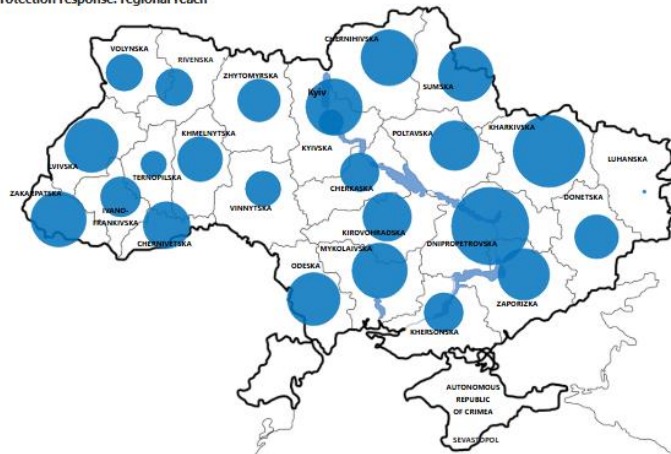 rotection response: regional reach
VOLYNSKA
RIVENSKA
ZHYTOMYRSKA
CHERNIHIVSKA
SUMSKA
Kyiv
KYIVSKA
LVIVSKA
TERNOPILSKA
KHMELNYTSKA
POLTAVSKA
KHARKIVSKA
LUHANSKA
ZAKARPATSKA
IVANO-
FRANKIVSKA
CHERNIVETSKA
VINNYTSKA
CHERKASKA
KIROVOHRADSKA
DNIPROPETROVSKA
DONETSKA
ODESKA
MYKOLAIVSKA
KHERSONSKA
ZAPORIZKA
AUTONOMOUS
REPUBLIC
OF CRIMEA
SEVASTOPOL